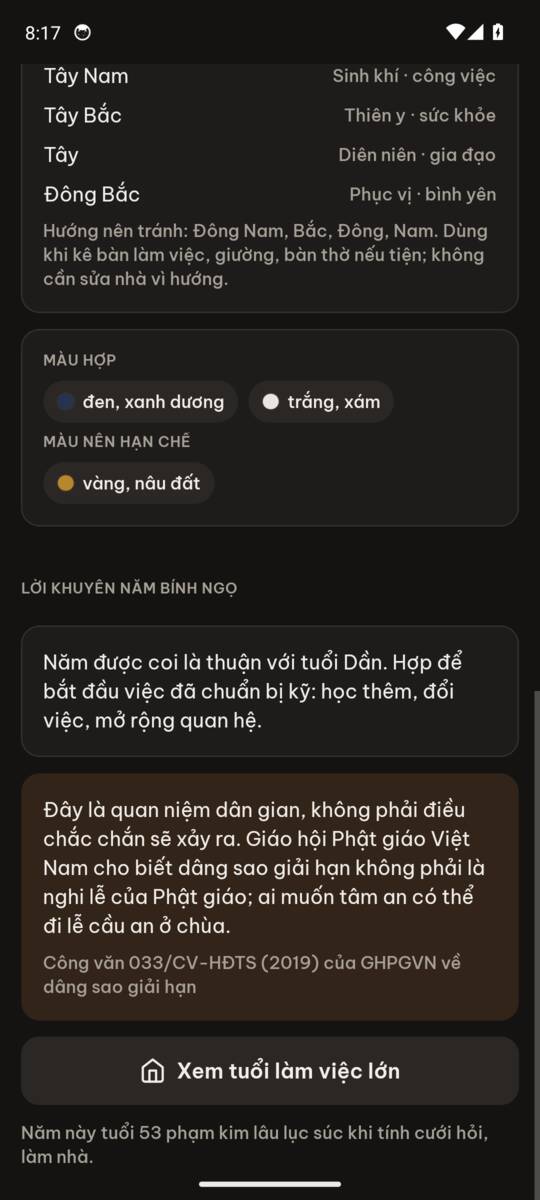 8:17
Tây Nam
Sinh khí · công việc
Tây Bắc
Thiên y · sức khỏe
Tây
Diên niên · gia đạo
Đông Bắc
Phục vị · bình yên
Hướng nên tránh: Đông Nam, Bắc, Đông, Nam. Dùng
khi kê bàn làm việc, giường, bàn thờ nếu tiện; không
cần sửa nhà vì hướng.
MÀU HỢP
đen, xanh dương
trắng, xám
MÀU NÊN HẠN CHẾ
vàng, nâu đất
LỜI KHUYÊN NĂM BÍNH NGỌ
Năm được coi là thuận với tuổi Dần. Hợp để
bắt đầu việc đã chuẩn bị kỹ: học thêm, đổi
việc, mở rộng quan hệ.
Đây là quan niệm dân gian, không phải điều
chắc chắn sẽ xảy ra. Giáo hội Phật giáo Việt
Nam cho biết dâng sao giải hạn không phải là
nghi lễ của Phật giáo; ai muốn tâm an có thể
đi lễ cầu an ở chùa.
Công văn 033/CV-HĐTS (2019) của GHPGVN về
dâng sao giải hạn
Xem tuổi làm việc lớn
Năm này tuổi 53 phạm kim lâu lục súc khi tính cưới hỏi,
làm nhà.